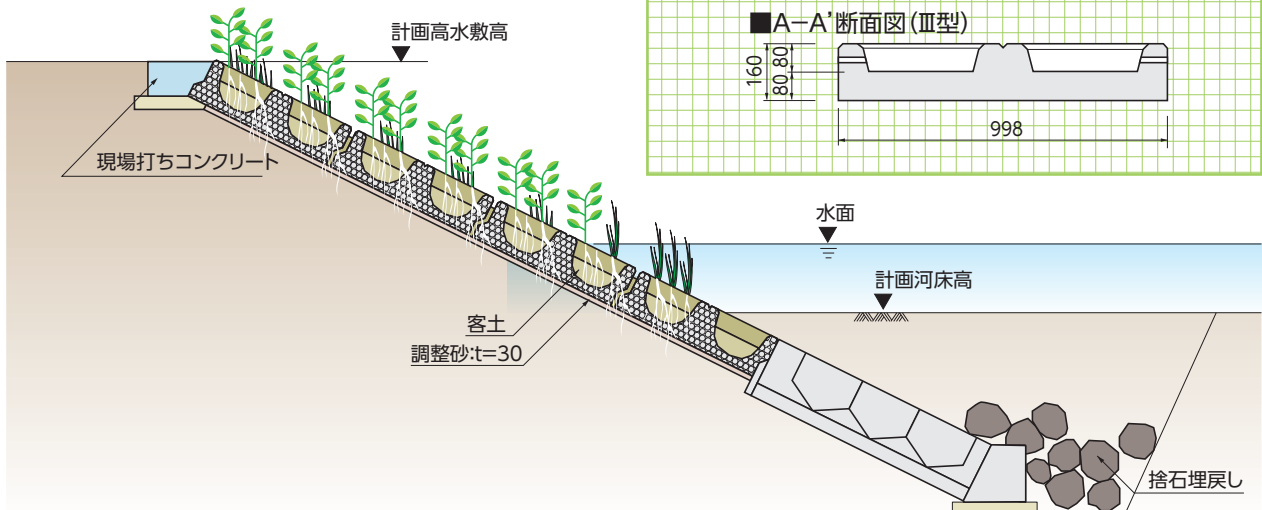 計画高水敷高
現場打ちコンクリート
客土
調整砂:t=30
■A-A'断面図(Ⅲ型)
160
80
80
998
水面
計画河床高
捨石埋戻し